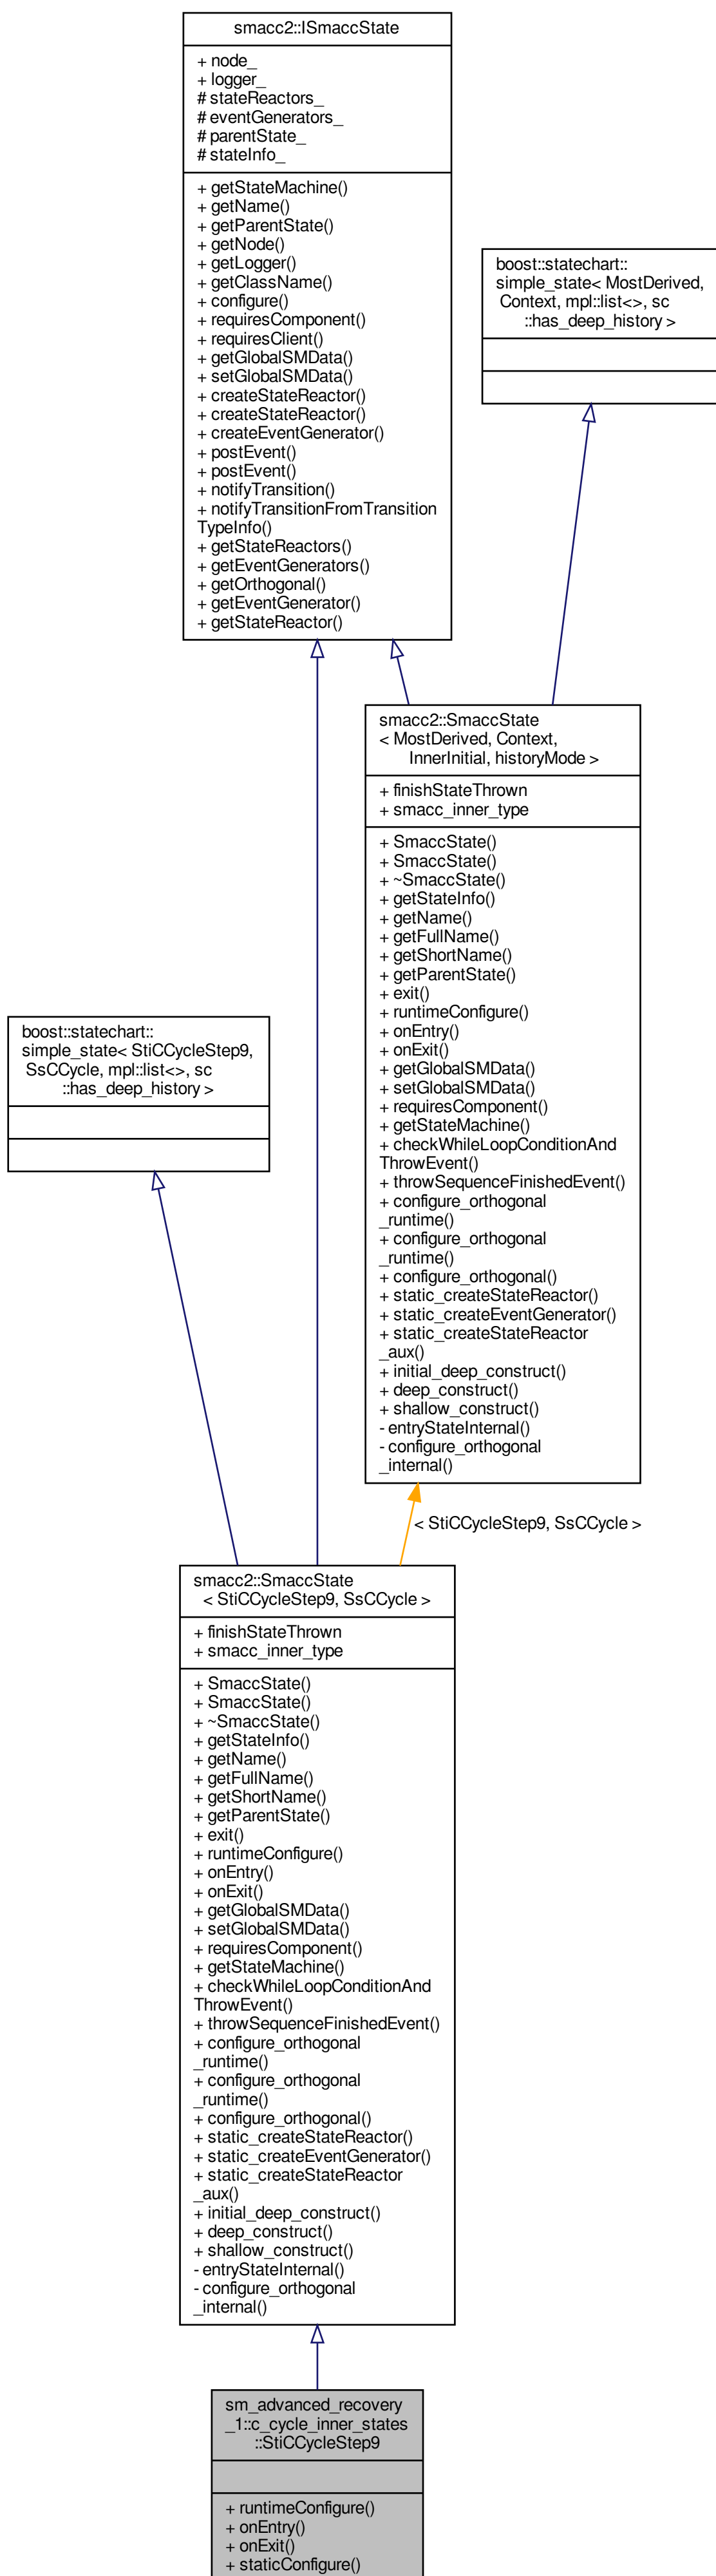 smacc2::ISmaccState
+ node_
+ logger_
# stateReactors_
# eventGenerators_
# parentState_
# stateInfo_
+ getStateMachine()
+ getName()
+ getParentState()
+ getNode()
+ getLogger()
+ getClassName()
+ configure()
+ requiresComponent()
+ requiresClient()
+ getGlobalSMData()
+ setGlobalSMData()
+ createStateReactor()
+ createStateReactor()
+ createEventGenerator()
+ postEvent()
+ postEvent()
+ notifyTransition()
+ notifyTransitionFromTransition
TypeInfo()
+ getStateReactors()
+ getEventGenerators()
+ getOrthogonal()
+ getEventGenerator()
+ getStateReactor()
boost::statechart::
simple_state< MostDerived,
Context, mpl::list<>, sc
::has_deep_history >
smacc2::SmaccState
< MostDerived, Context,
InnerInitial, historyMode >
+ finishStateThrown
+ smacc_inner_type
+ SmaccState()
+ SmaccState()
+ ~SmaccState()
+ getStateInfo()
+ getName()
+ getFullName()
+ getShortName()
+ getParentState()
+ exit()
+ runtimeConfigure()
+ onEntry()
+ onExit()
+ getGlobalSMData()
+ setGlobalSMData()
+ requiresComponent()
+ getStateMachine()
+ checkWhileLoopConditionAnd
ThrowEvent()
+ throwSequenceFinishedEvent()
+ configure_orthogonal
_runtime()
+ configure_orthogonal
_runtime()
+ configure_orthogonal()
+ static_createStateReactor()
+ static_createEventGenerator()
+ static_createStateReactor
_aux()
+ initial_deep_construct()
+ deep_construct()
+ shallow_construct()
- entryStateInternal()
- configure_orthogonal
_internal()
boost::statechart::
simple_state< StiCCycleStep9,
SsCCycle, mpl::list<>, sc
::has_deep_history >
< StiCCycleStep9, SsCCycle >
smacc2::SmaccState
< StiCCycleStep9, SsCCycle >
+ finishStateThrown
+ smacc_inner_type
+ SmaccState()
+ SmaccState()
+ ~SmaccState()
+ getStateInfo()
+ getName()
+ getFullName()
+ getShortName()
+ getParentState()
+ exit()
+ runtimeConfigure()
+ onEntry()
+ onExit()
+ getGlobalSMData()
+ setGlobalSMData()
+ requiresComponent()
+ getStateMachine()
+ checkWhileLoopConditionAnd
ThrowEvent()
+ throwSequenceFinishedEvent()
+ configure_orthogonal
_runtime()
+ configure_orthogonal
_runtime()
+ configure_orthogonal()
+ static_createStateReactor()
+ static_createEventGenerator()
+ static_createStateReactor
_aux()
+ initial_deep_construct()
+ deep_construct()
+ shallow_construct()
- entryStateInternal()
- configure_orthogonal
_internal()
sm_advanced_recovery
_1::c_cycle_inner_states
::StiCCycleStep9
+ runtimeConfigure()
+ onEntry()
+ onExit()
+ staticConfigure()